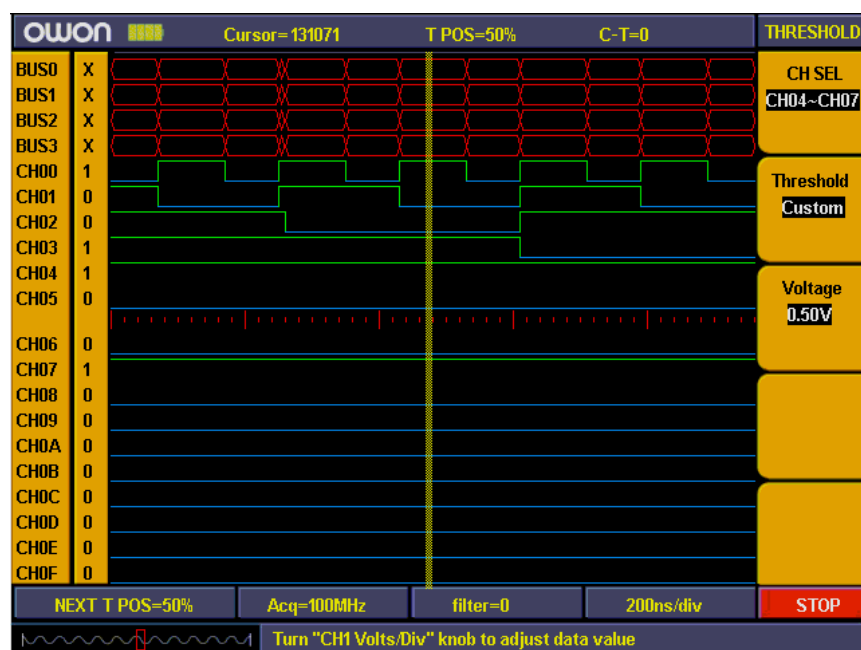 owon Cursor=131071 T POS=50% C-T=0 THRESHOLD
BUS0 X
BUS1 X
BUS2 X
BUS3 X
CH00 1
CH01 0
CH02 0
CH03 1
CH04 1
CH05 0
CH06 0
CH07 1
CH08 0
CH09 0
CH0A 0
CH0B 0
CH0C 0
CH0D 0
CH0E 0
CH0F 0
CH SEL
CH04~CH07
Threshold
Custom
Voltage
0.50V
NEXT T POS=50% Acq=100MHz filter=0 200ns/div STOP
Turn "CH1 Volts/Div" knob to adjust data value